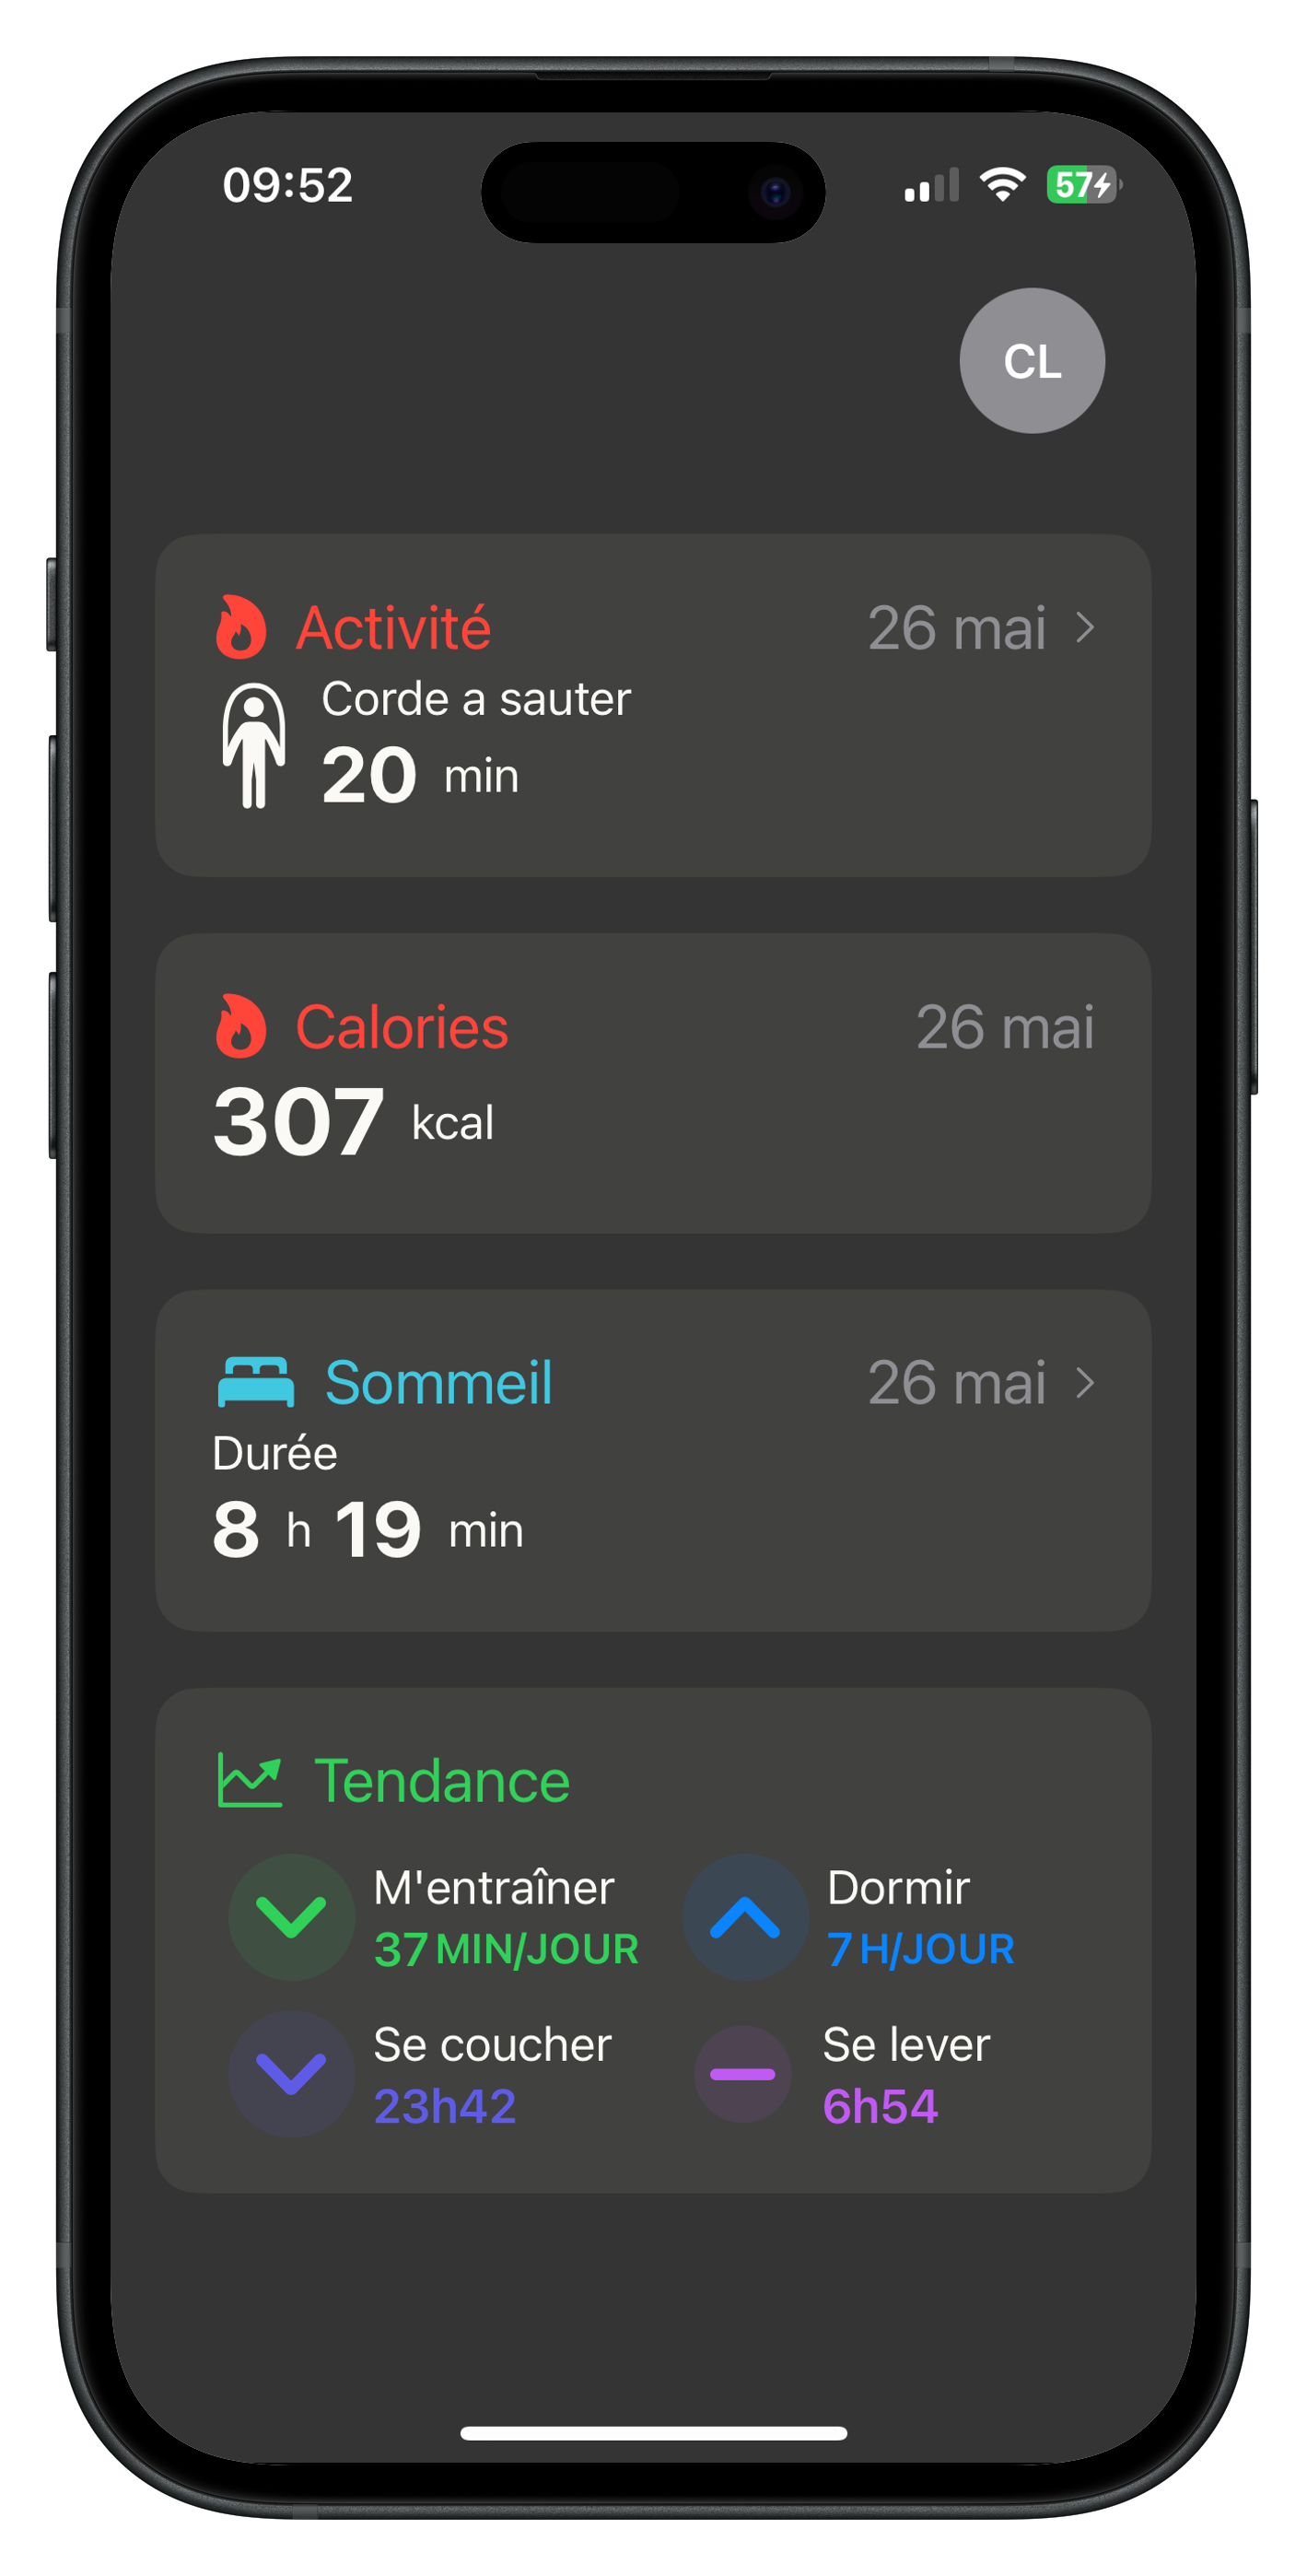 09:52
57
CL
Activité 26 mai
Corde a sauter
20 min
Calories 26 mai
307 kcal
Sommeil 26 mai
Durée
8 h 19 min
Tendance
M'entraîner Dormir
37 MIN/JOUR 7 H/JOUR
Se coucher Se lever
23h42 6h54